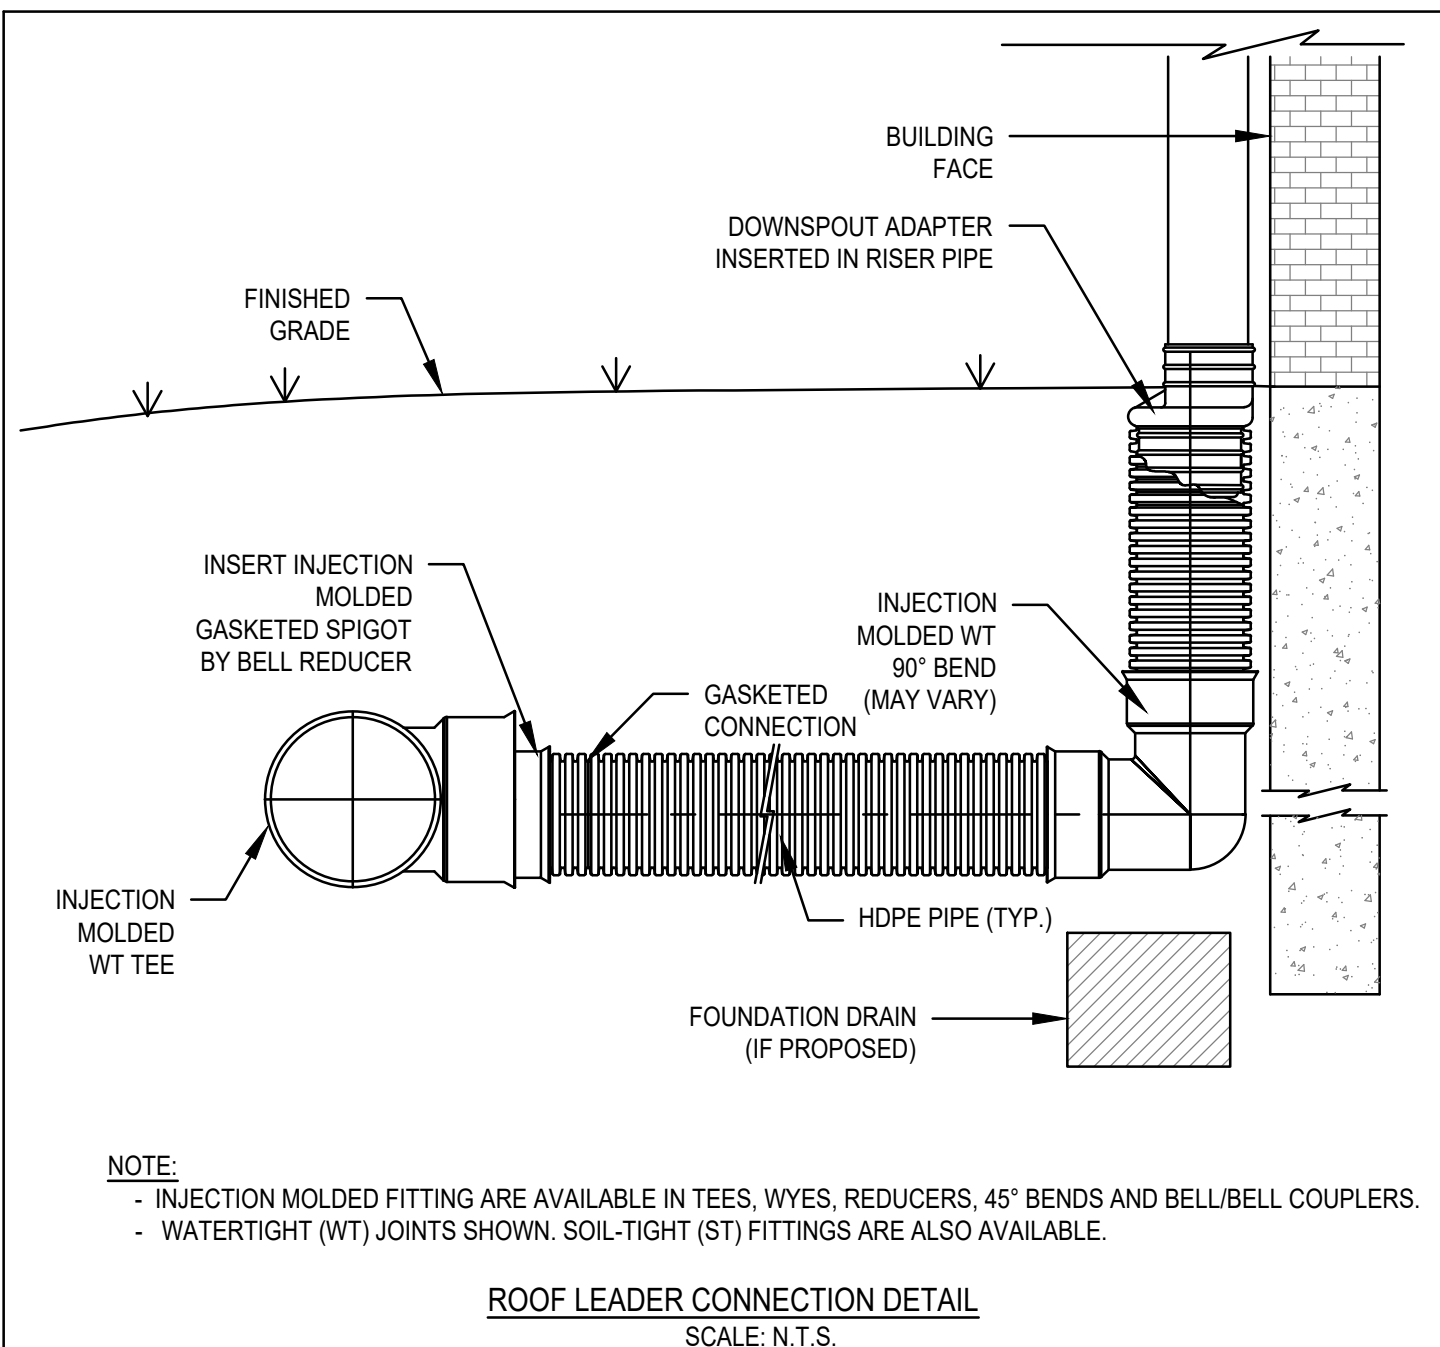 BUILDING
FACE
DOWNSPOUT ADAPTER
INSERTED IN RISER PIPE
FINISHED
GRADE
INSERT INJECTION
MOLDED
GASKETED SPIGOT
BY BELL REDUCER
INJECTION
MOLDED WT
90° BEND
(MAY VARY)
GASKETED
CONNECTION
INJECTION
MOLDED
WT TEE
HDPE PIPE (TYP.)
FOUNDATION DRAIN
(IF PROPOSED)
NOTE:
- INJECTION MOLDED FITTING ARE AVAILABLE IN TEES, WYES, REDUCERS, 45° BENDS AND BELL/BELL COUPLERS.
- WATERTIGHT (WT) JOINTS SHOWN. SOIL-TIGHT (ST) FITTINGS ARE ALSO AVAILABLE.
ROOF LEADER CONNECTION DETAIL
SCALE: N.T.S.